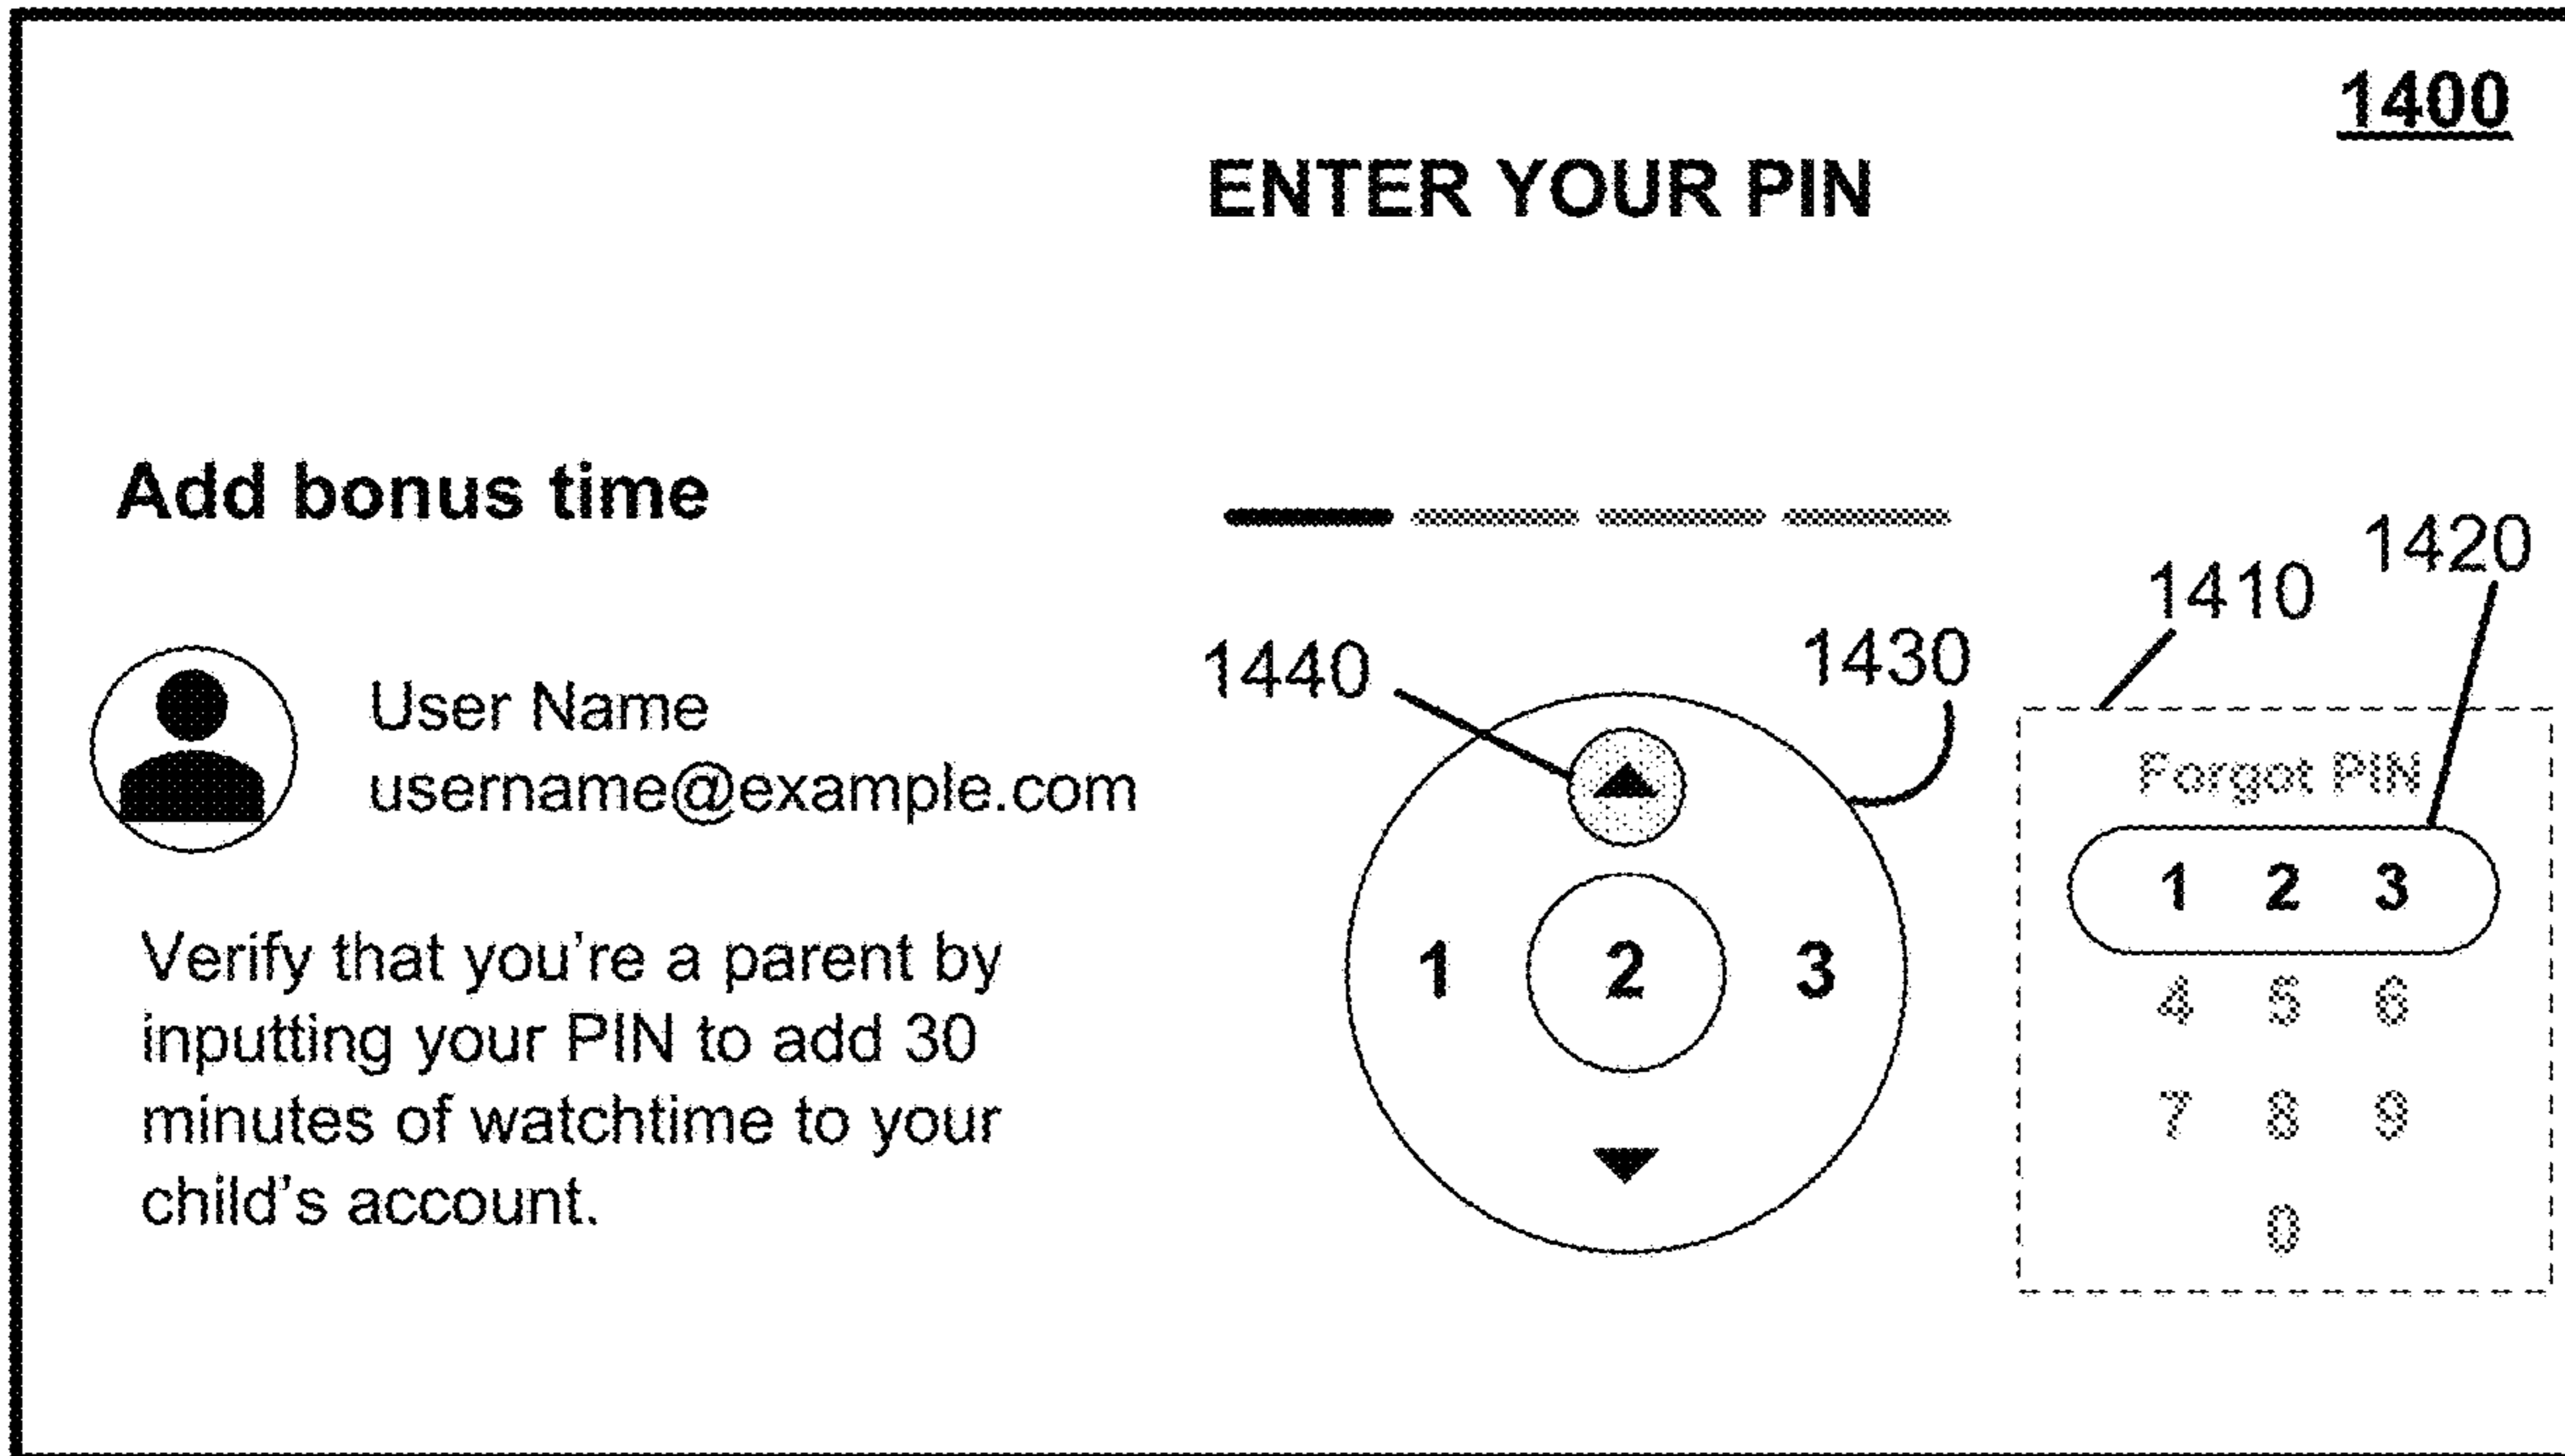 1400
ENTER YOUR PIN
Add bonus time
User Name
username@example.com
Verify that you're a parent by
inputting your PIN to add 30
minutes of watchtime to your
child's account.
1440
1430
1 2 3
1410
1420
Forgot PIN
1 2 3
4 5 6
7 8 9
0